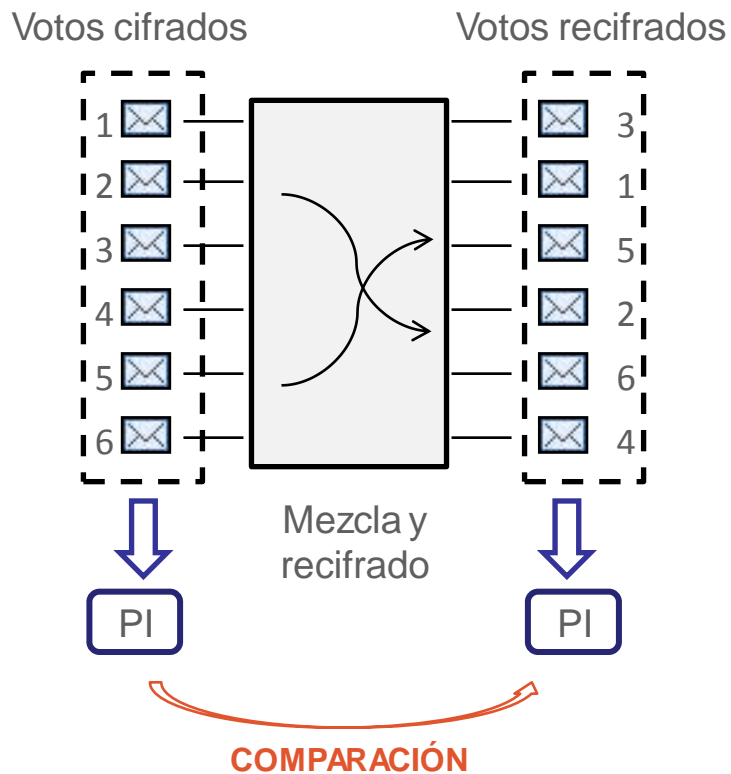 Votos cifrados
Votos recifrados
1
2
3
4
5
6
3
1
5
2
6
4
Mezcla y
recifrado
PI
PI
COMPARACIÓN